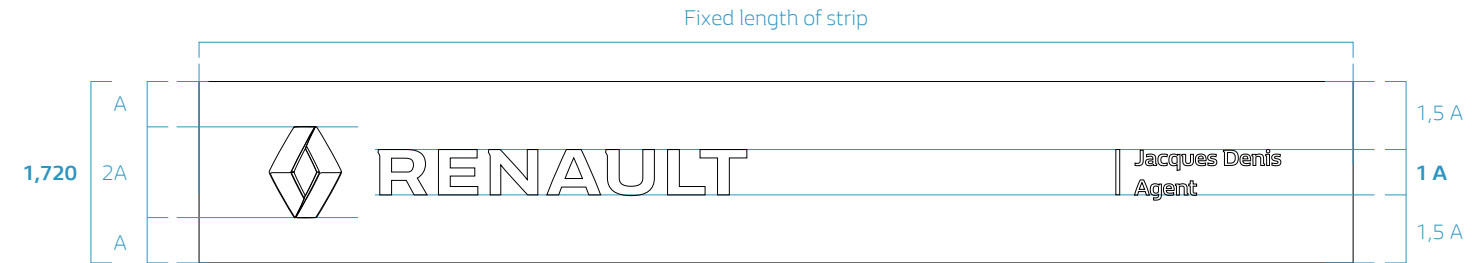 Fixed length of strip
A
1,5 A
1,720
2A
RENAULT
Jacques Denis
Agent
1 A
A
1,5 A